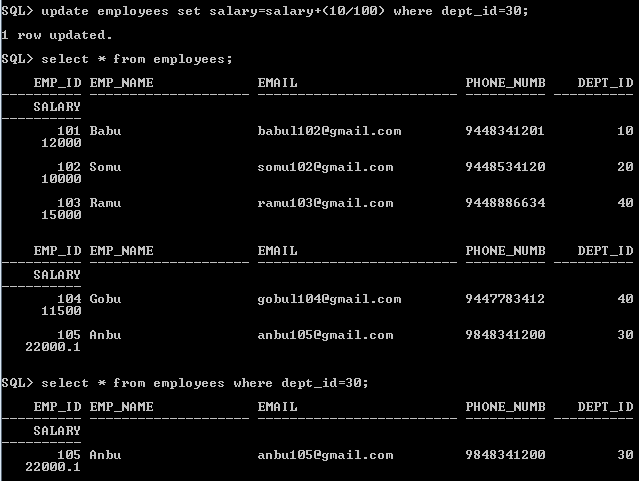 SQL> update employees set salary=salary+(10/100) where dept_id=30;
1 row updated.
SQL> select * from employees;
EMP_ID EMP_NAME EMAIL PHONE_NUMB DEPT_ID
---------- -------------------- ------------------------- ---------- ----------
SALARY
----------
101 Babu babu1102@gmail.com 9448341201 10
12000
102 Somu somu102@gmail.com 9448534120 20
10000
103 Ramu ramu103@gmail.com 9448886634 40
15000
EMP_ID EMP_NAME EMAIL PHONE_NUMB DEPT_ID
---------- -------------------- ------------------------- ---------- ----------
SALARY
----------
104 Gobu gobu1104@gmail.com 9447783412 40
11500
105 Anbu anbu105@gmail.com 9848341200 30
22000.1
SQL> select * from employees where dept_id=30;
EMP_ID EMP_NAME EMAIL PHONE_NUMB DEPT_ID
---------- -------------------- ------------------------- ---------- ----------
SALARY
----------
105 Anbu anbu105@gmail.com 9848341200 30
22000.1